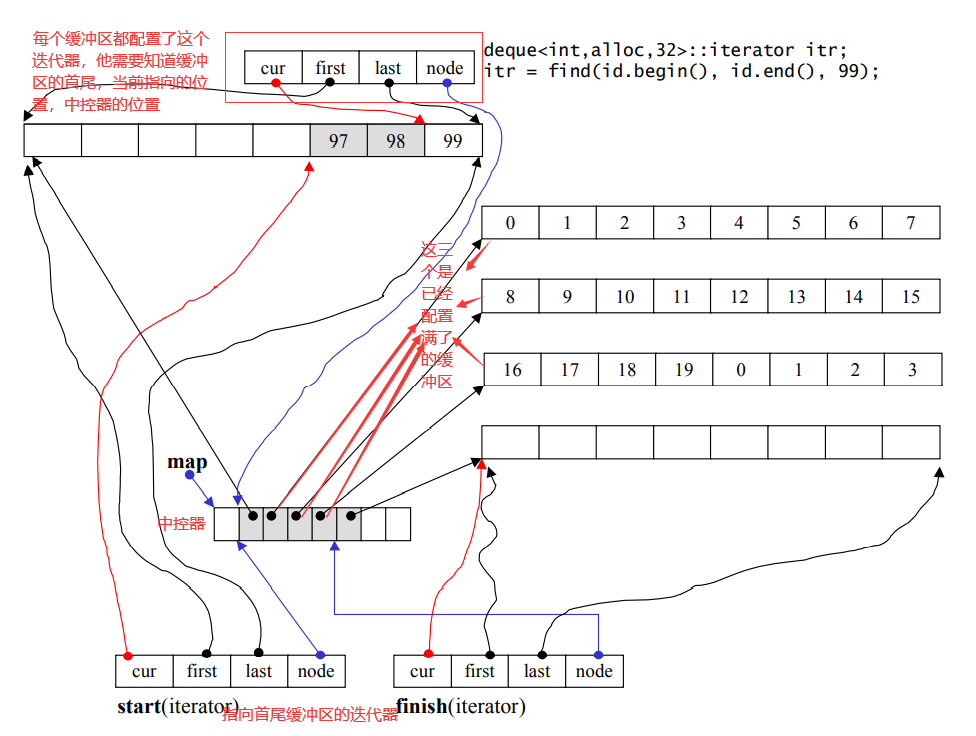 每个缓冲区都配置了这个
迭代器，他需要知道缓冲
区的首尾，当前指向的位
置，中控器的位置
cur first last node
deque<int,alloc,32>::iterator itr;
itr = find(id.begin(), id.end(), 99);
97 98 99
0 1 2 3 4 5 6 7
这三
个是
已经
配置
满了
的缓
冲区
8 9 10 11 12 13 14 15
16 17 18 19 0 1 2 3
map
中控器
cur first last node
start(iterator)
指向首尾缓冲区的迭代器
cur first last node
finish(iterator)